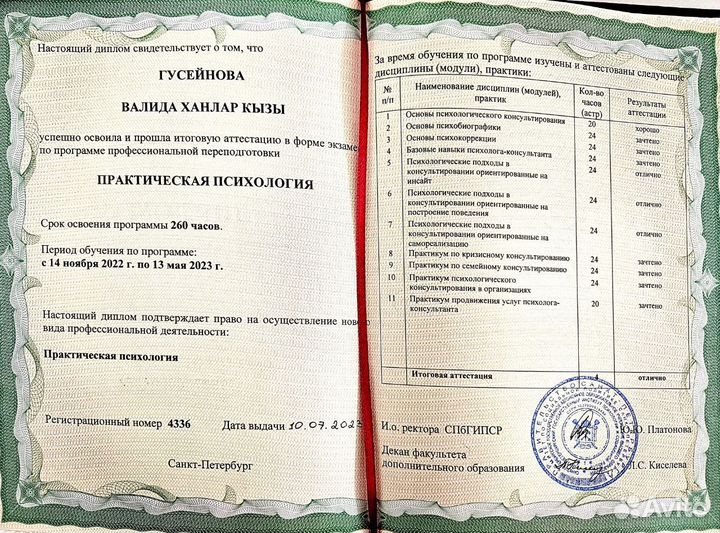 Настоящий диплом свидетельствует о том, что
ГУСЕЙНОВА
ВАЛИДА ХАНЛАР КЫЗЫ
успешно освоила и прошла итоговую аттестацию в форме экзаме
по программе профессиональной переподготовки
ПРАКТИЧЕСКАЯ ПСИХОЛОГИЯ
Срок освоения программы 260 часов.
Период обучения по программе:
с 14 ноября 2022 г. по 13 мая 2023 г.
Настоящий диплом подтверждает право на осуществление нового
вида профессиональной деятельности:
Практическая психология
Регистрационный номер 4336 Дата выдачи 10.07.2023
Санкт-Петербург
За время обучения по программе изучены и аттестованы следующие
дисциплины (модули), практики:
№ п/п Наименование дисциплин (модулей), практик Кол-во часов (астр) Результаты аттестации
1 Основы психологического консультирования 20 хорошо
2 Основы психобиографики 24 зачтено
3 Основы психокоррекции 24 зачтено
4 Базовые навыки психолога-консультанта 24 зачтено
5 Психологические подходы в
консультировании ориентированные на
инсайт 24 отлично
6 Психологические подходы в
консультировании ориентированные на
построение поведения 24 отлично
7 Психологические подходы в
консультировании ориентированные на
самореализацию 24 отлично
8 Практикум по кризисному консультированию 24 зачтено
9 Практикум по семейному консультированию 24 зачтено
10 Практикум психологического
консультирования в организациях 24 зачтено
11 Практикум продвижения услуг психолога-
консультанта 20 зачтено
Итоговая аттестация 4 отлично
И.о. ректора СПбГИПСР Ю.Ю. Платонова
Декан факультета
дополнительного образования Л.С. Киселева
Avito